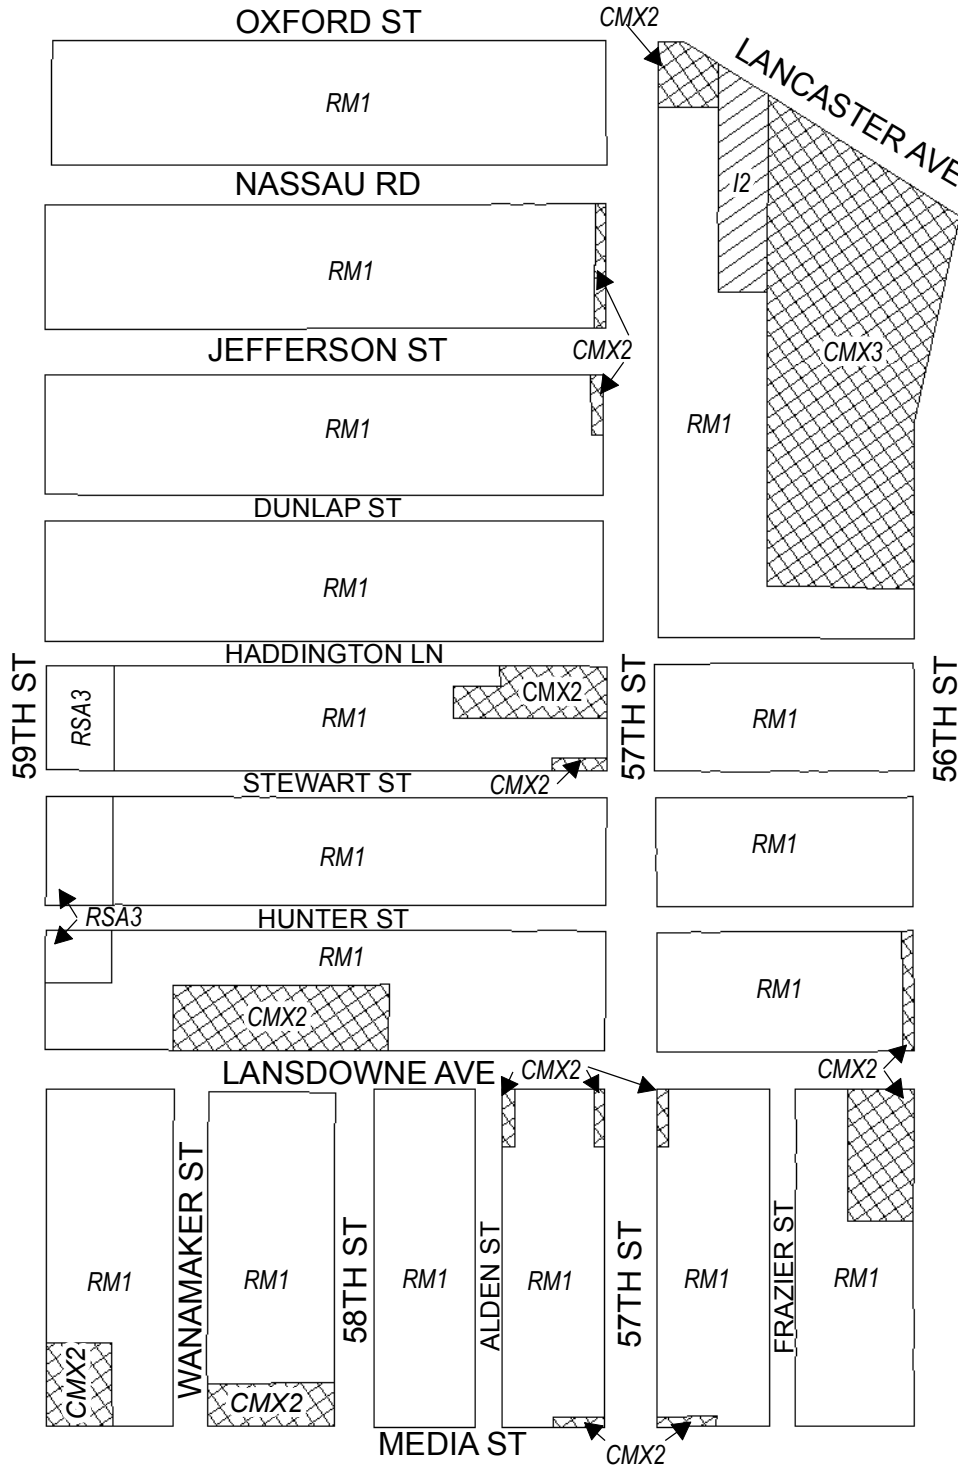 OXFORD ST
CMX2
LANCASTER AVE
RM1
NASSAU RD
I2
RM1
JEFFERSON ST
CMX2
CMX3
RM1
RM1
DUNLAP ST
RM1
HADDINGTON LN
59TH ST
RSA3
RM1
CMX2
57TH ST
RM1
56TH ST
STEWART ST
CMX2
RM1
RM1
RSA3
HUNTER ST
RM1
CMX2
RM1
LANSDOWNE AVE
CMX2
CMX2
RM1
WANAMAKER ST
RM1
58TH ST
RM1
ALDEN ST
RM1
57TH ST
RM1
FRAZIER ST
RM1
CMX2
CMX2
MEDIA ST
CMX2